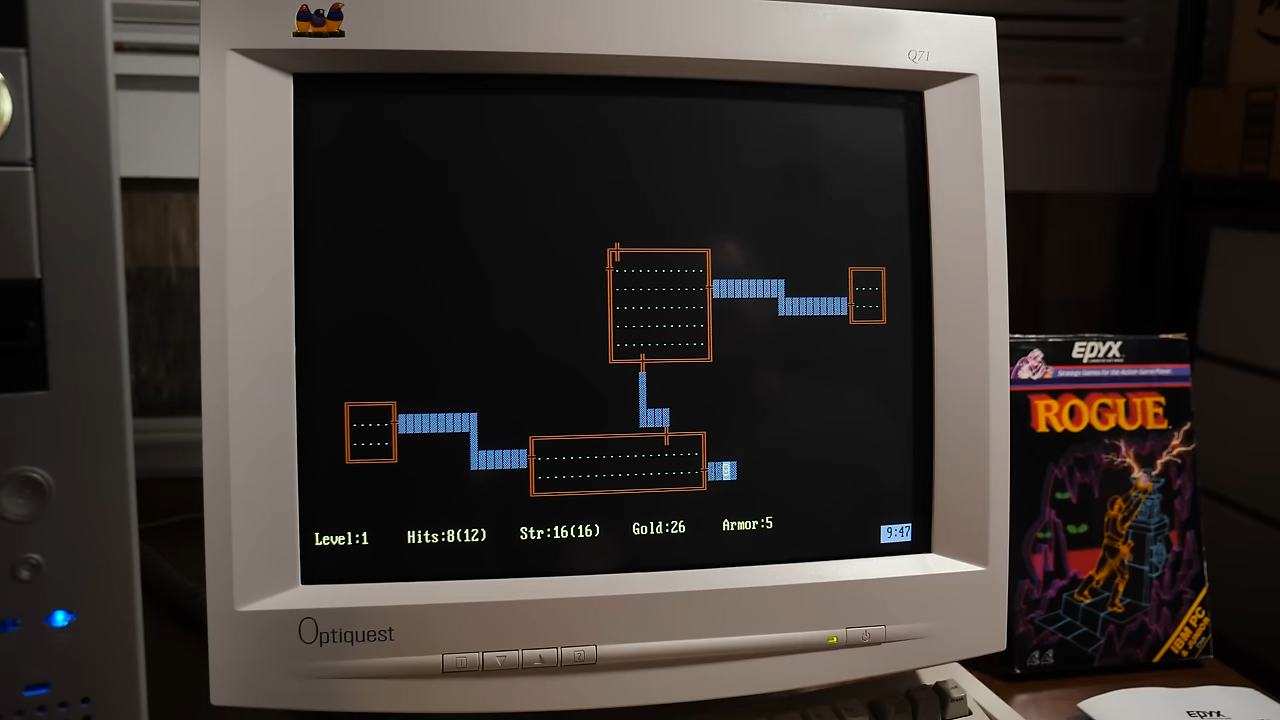 Q71
Level:1 Hits:8(12) Str:16(16) Gold:26 Armor:5
9:47
Optiquest
EPYX
Strategy Games for the Action-Game Player
ROGUE
IBM PC
EPYX